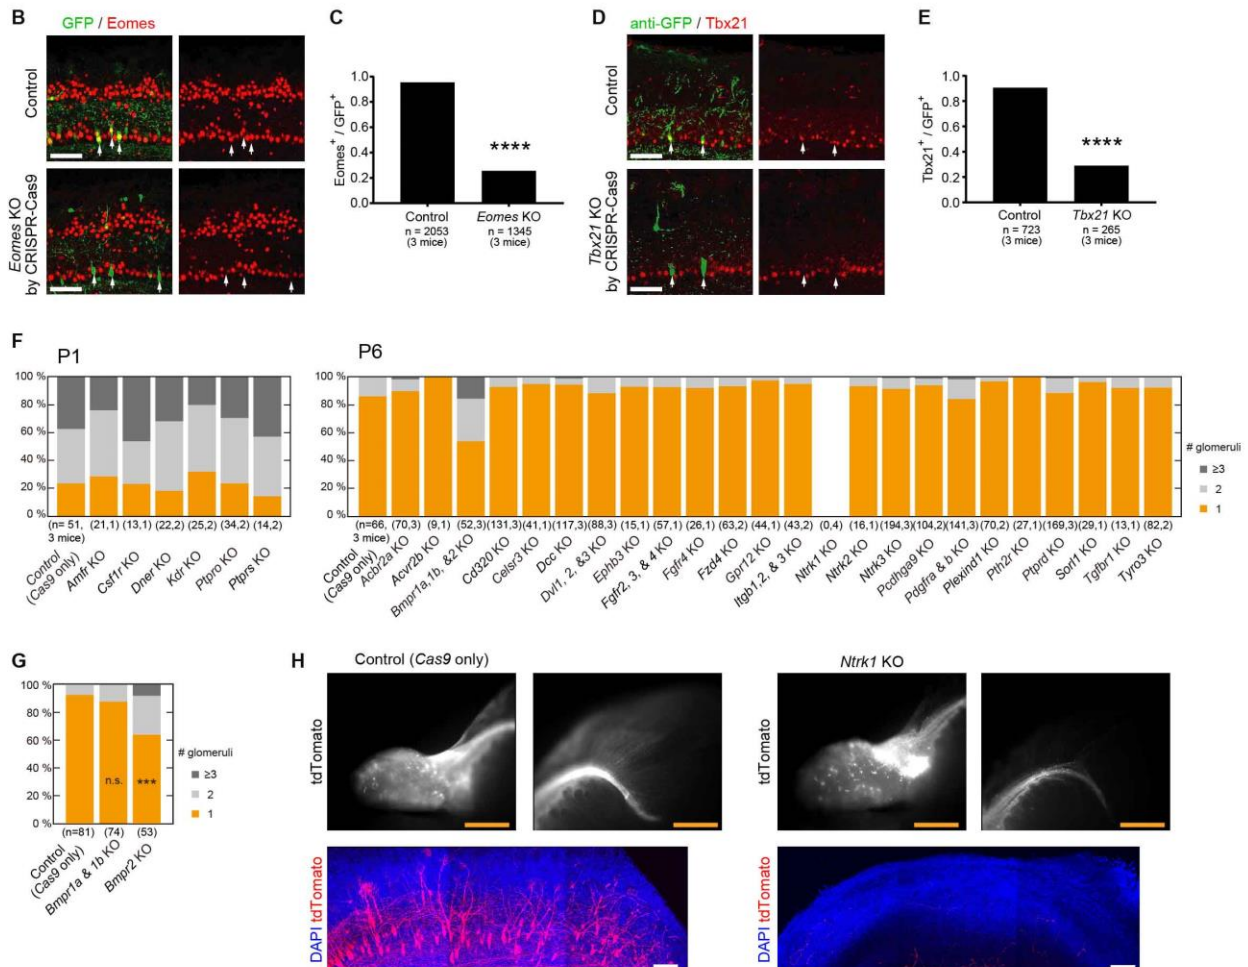 B
GFP / Eomes
Control
Eomes KO
by CRISPR-Cas9
C
Eomes+ / GFP+
1.0
0.8
0.6
0.4
0.2
0.0
****
Control
n = 2053
(3 mice)
Eomes KO
n = 1345
(3 mice)
D
anti-GFP / Tbx21
Control
Tbx21 KO
by CRISPR-Cas9
E
Tbx21+ / GFP+
1.0
0.8
0.6
0.4
0.2
0.0
****
Control
n = 723
(3 mice)
Tbx21 KO
n = 265
(3 mice)
F
P1
100 %
80 %
60 %
40 %
20 %
0 %
(n= 51,
3 mice)
(21,1)
(13,1)
(22,2)
(25,2)
(34,2)
(14,2)
Control
(Cas9 only)
Amfr KO
Csf1r KO
Dner KO
Kdr KO
Ptpro KO
Ptprs KO
P6
100 %
80 %
60 %
40 %
20 %
0 %
(n=66,
3 mice)
(70,3)
(9,1)
(52,3)
(131,3)
(41,1)
(117,3)
(88,3)
(15,1)
(57,1)
(26,1)
(63,2)
(44,1)
(43,2)
(0,4)
(16,1)
(194,3)
(104,2)
(141,3)
(70,2)
(27,1)
(169,3)
(29,1)
(13,1)
(82,2)
Control
(Cas9 only)
Acvr2a KO
Acvr2b KO
Bmpr1a, 1b, &2 KO
Cd320 KO
Celsr3 KO
Dcc KO
Dvl1, 2, &3 KO
Ephb3 KO
Fgfr2, 3, & 4 KO
Fgfr4 KO
Fzd4 KO
Gpr12 KO
Itgb1,2, & 3 KO
Ntrk1 KO
Ntrk2 KO
Ntrk3 KO
Pcdhga9 KO
Pdgfra & b KO
Plexind1 KO
Pth2r KO
Ptprd KO
Sorl1 KO
Tgfbr1 KO
Tyro3 KO
# glomeruli
≥3
2
1
G
100 %
80 %
60 %
40 %
20 %
0 %
n.s.
***
(n=81)
(74)
(53)
Control
(Cas9 only)
Bmpr1a & 1b KO
Bmpr2 KO
# glomeruli
≥3
2
1
H
Control (Cas9 only)
tdTomato
DAPI tdTomato
Ntrk1 KO
tdTomato
DAPI tdTomato